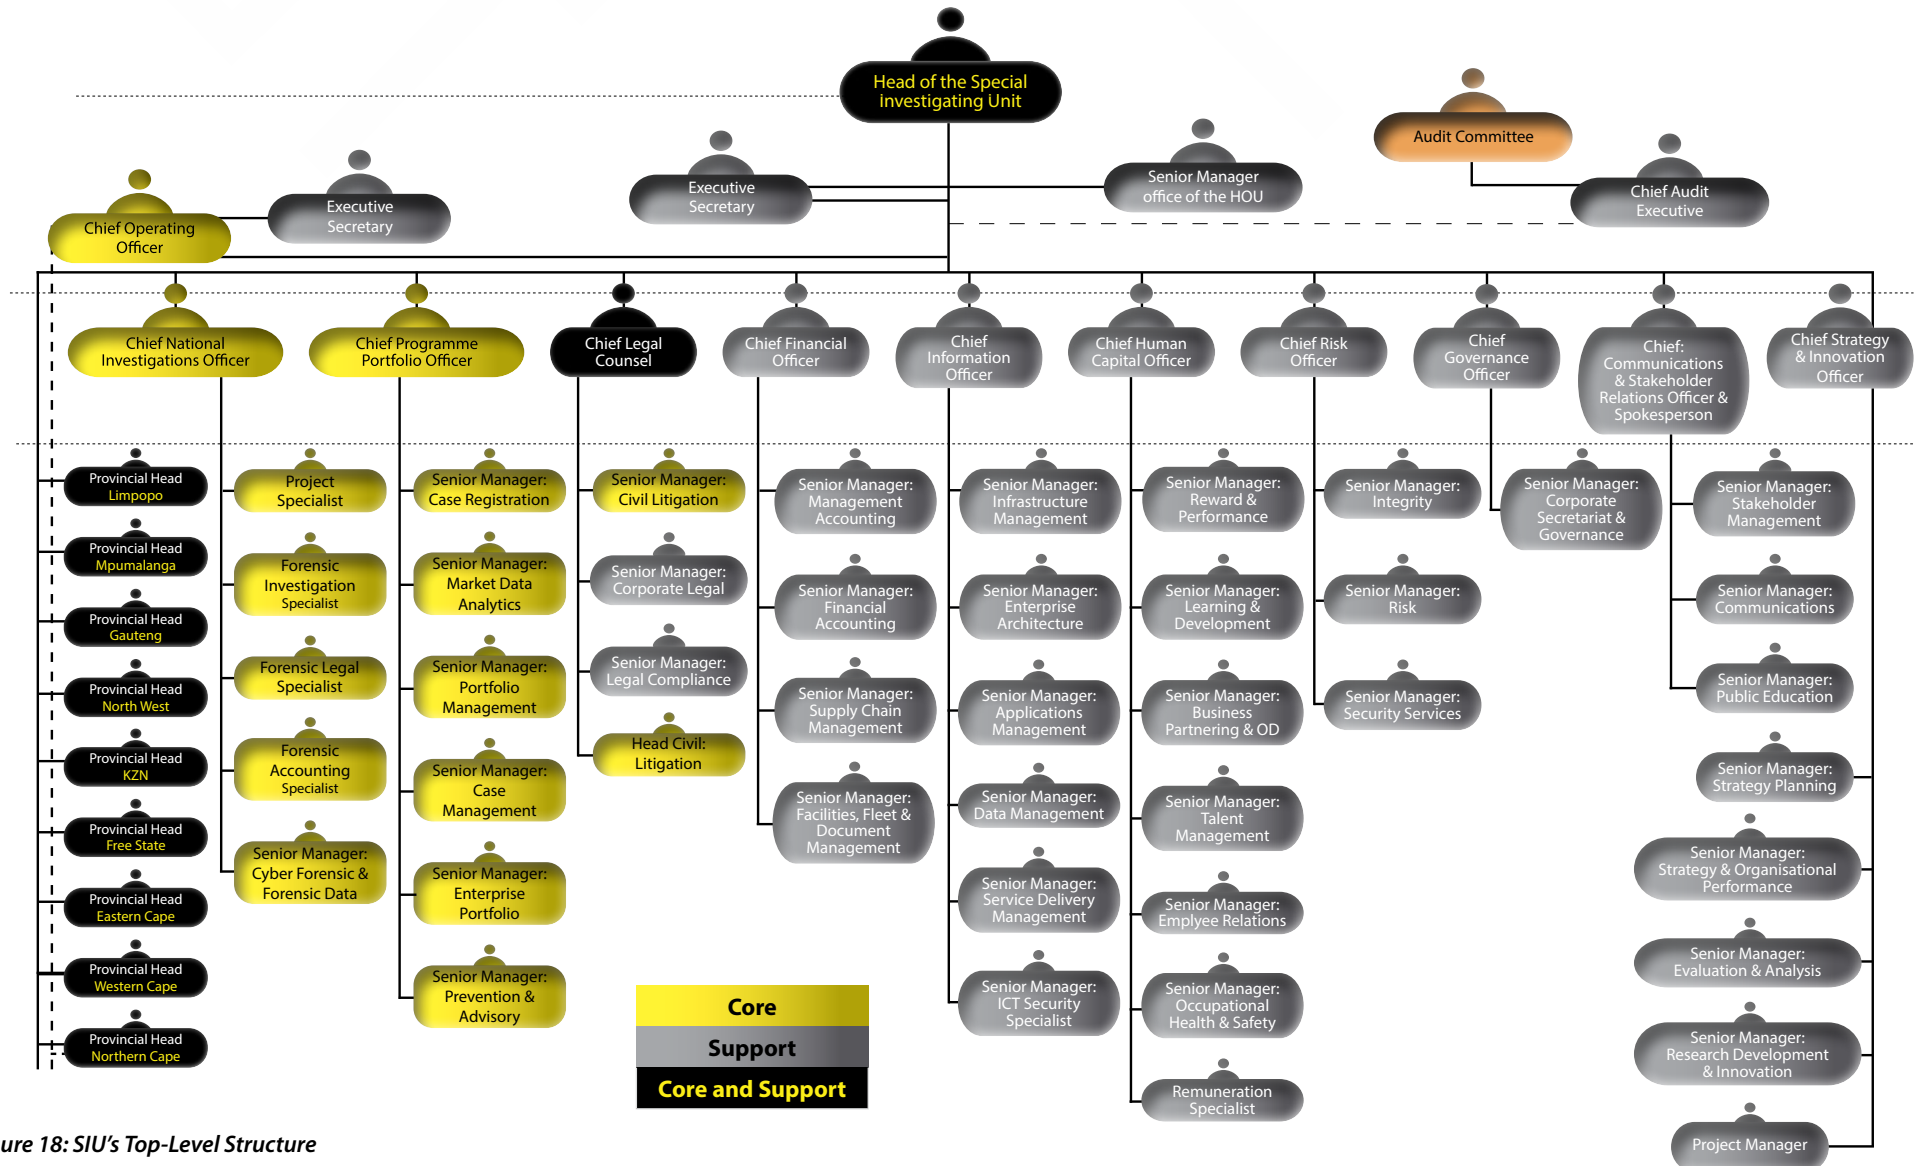 Head of the Special
Investigating Unit
Audit Committee
Executive
Secretary
Senior Manager
office of the HOU
Chief Audit
Executive
Executive
Secretary
Chief Operating
Officer
Chief National
Investigations Officer
Chief Programme
Portfolio Officer
Chief Legal
Counsel
Chief Financial
Officer
Chief
Information
Officer
Chief Human
Capital Officer
Chief Risk
Officer
Chief
Governance
Officer
Chief:
Communications
& Stakeholder
Relations Officer &
Spokesperson
Chief Strategy
& Innovation
Officer
Provincial Head
Limpopo
Provincial Head
Mpumalanga
Provincial Head
Gauteng
Provincial Head
North West
Provincial Head
KZN
Provincial Head
Free State
Provincial Head
Eastern Cape
Provincial Head
Western Cape
Provincial Head
Northern Cape
Project
Specialist
Forensic
Investigation
Specialist
Forensic Legal
Specialist
Forensic
Accounting
Specialist
Senior Manager:
Cyber Forensic &
Forensic Data
Senior Manager:
Case Registration
Senior Manager:
Market Data
Analytics
Senior Manager:
Portfolio
Management
Senior Manager:
Case
Management
Senior Manager:
Enterprise
Portfolio
Senior Manager:
Prevention &
Advisory
Senior Manager:
Civil Litigation
Senior Manager:
Corporate Legal
Senior Manager:
Legal Compliance
Head Civil:
Litigation
Senior Manager:
Management
Accounting
Senior Manager:
Financial
Accounting
Senior Manager:
Supply Chain
Management
Senior Manager:
Facilities, Fleet &
Document
Management
Senior Manager:
Infrastructure
Management
Senior Manager:
Enterprise
Architecture
Senior Manager:
Applications
Management
Senior Manager:
Data Management
Senior Manager:
Service Delivery
Management
Senior Manager:
ICT Security
Specialist
Senior Manager:
Reward &
Performance
Senior Manager:
Learning &
Development
Senior Manager:
Business
Partnering & OD
Senior Manager:
Talent
Management
Senior Manager:
Emplyee Relations
Senior Manager:
Occupational
Health & Safety
Remuneration
Specialist
Senior Manager:
Integrity
Senior Manager:
Risk
Senior Manager:
Security Services
Senior Manager:
Corporate
Secretariat &
Governance
Senior Manager:
Stakeholder
Management
Senior Manager:
Communications
Senior Manager:
Public Education
Senior Manager:
Strategy Planning
Senior Manager:
Strategy & Organisational
Performance
Senior Manager:
Evaluation & Analysis
Senior Manager:
Research Development
& Innovation
Project Manager
Core
Support
Core and Support
ure 18: SIU's Top-Level Structure